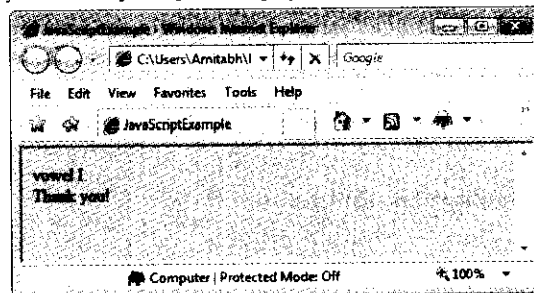 JavaScriptExample - Windows Internet Explorer
C:\Users\Amitabh\I
Google
File Edit View Favorites Tools Help
JavaScriptExample
vowel I
Thank you!
Computer | Protected Mode: Off 100%